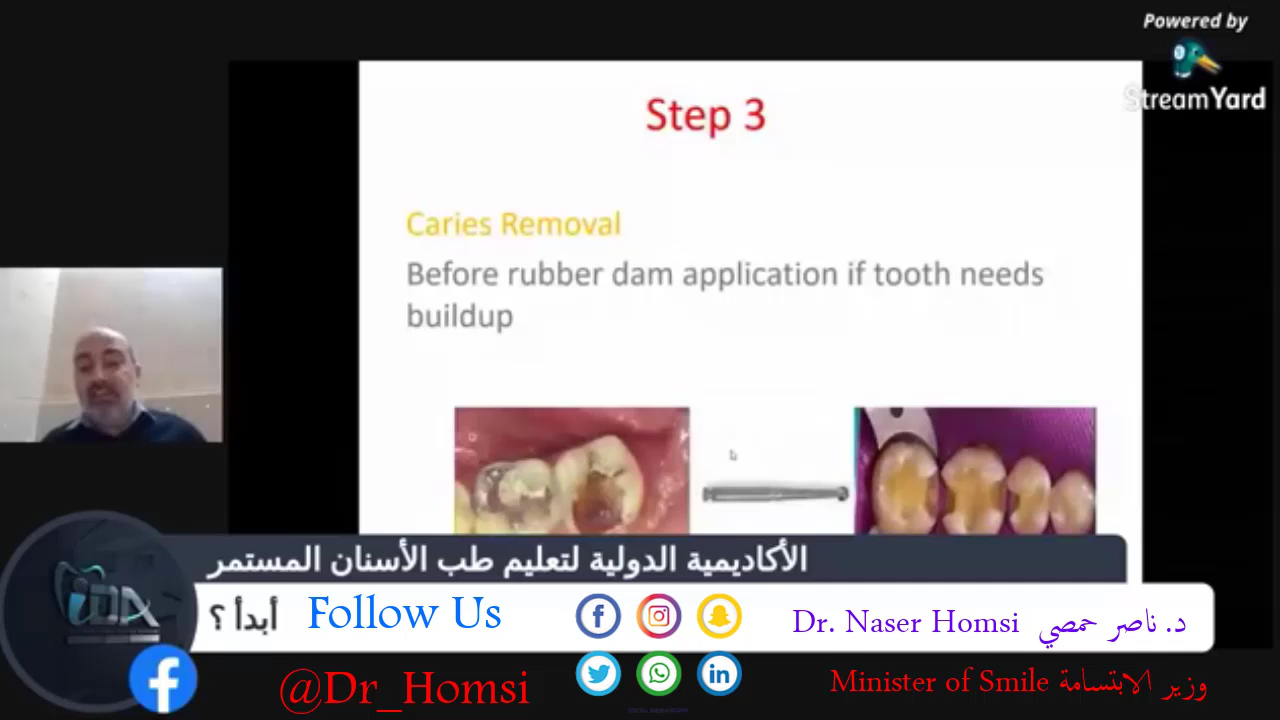 Powered by
StreamYard
Step 3
Caries Removal
Before rubber dam application if tooth needs
buildup
الأكاديمية الدولية لتعليم طب الأسنان المستمر
iDA
أبدأ ؟
Follow Us
Dr. Naser Homsi د. ناصر حمصي
@Dr_Homsi
Minister of Smile وزير الابتسامة